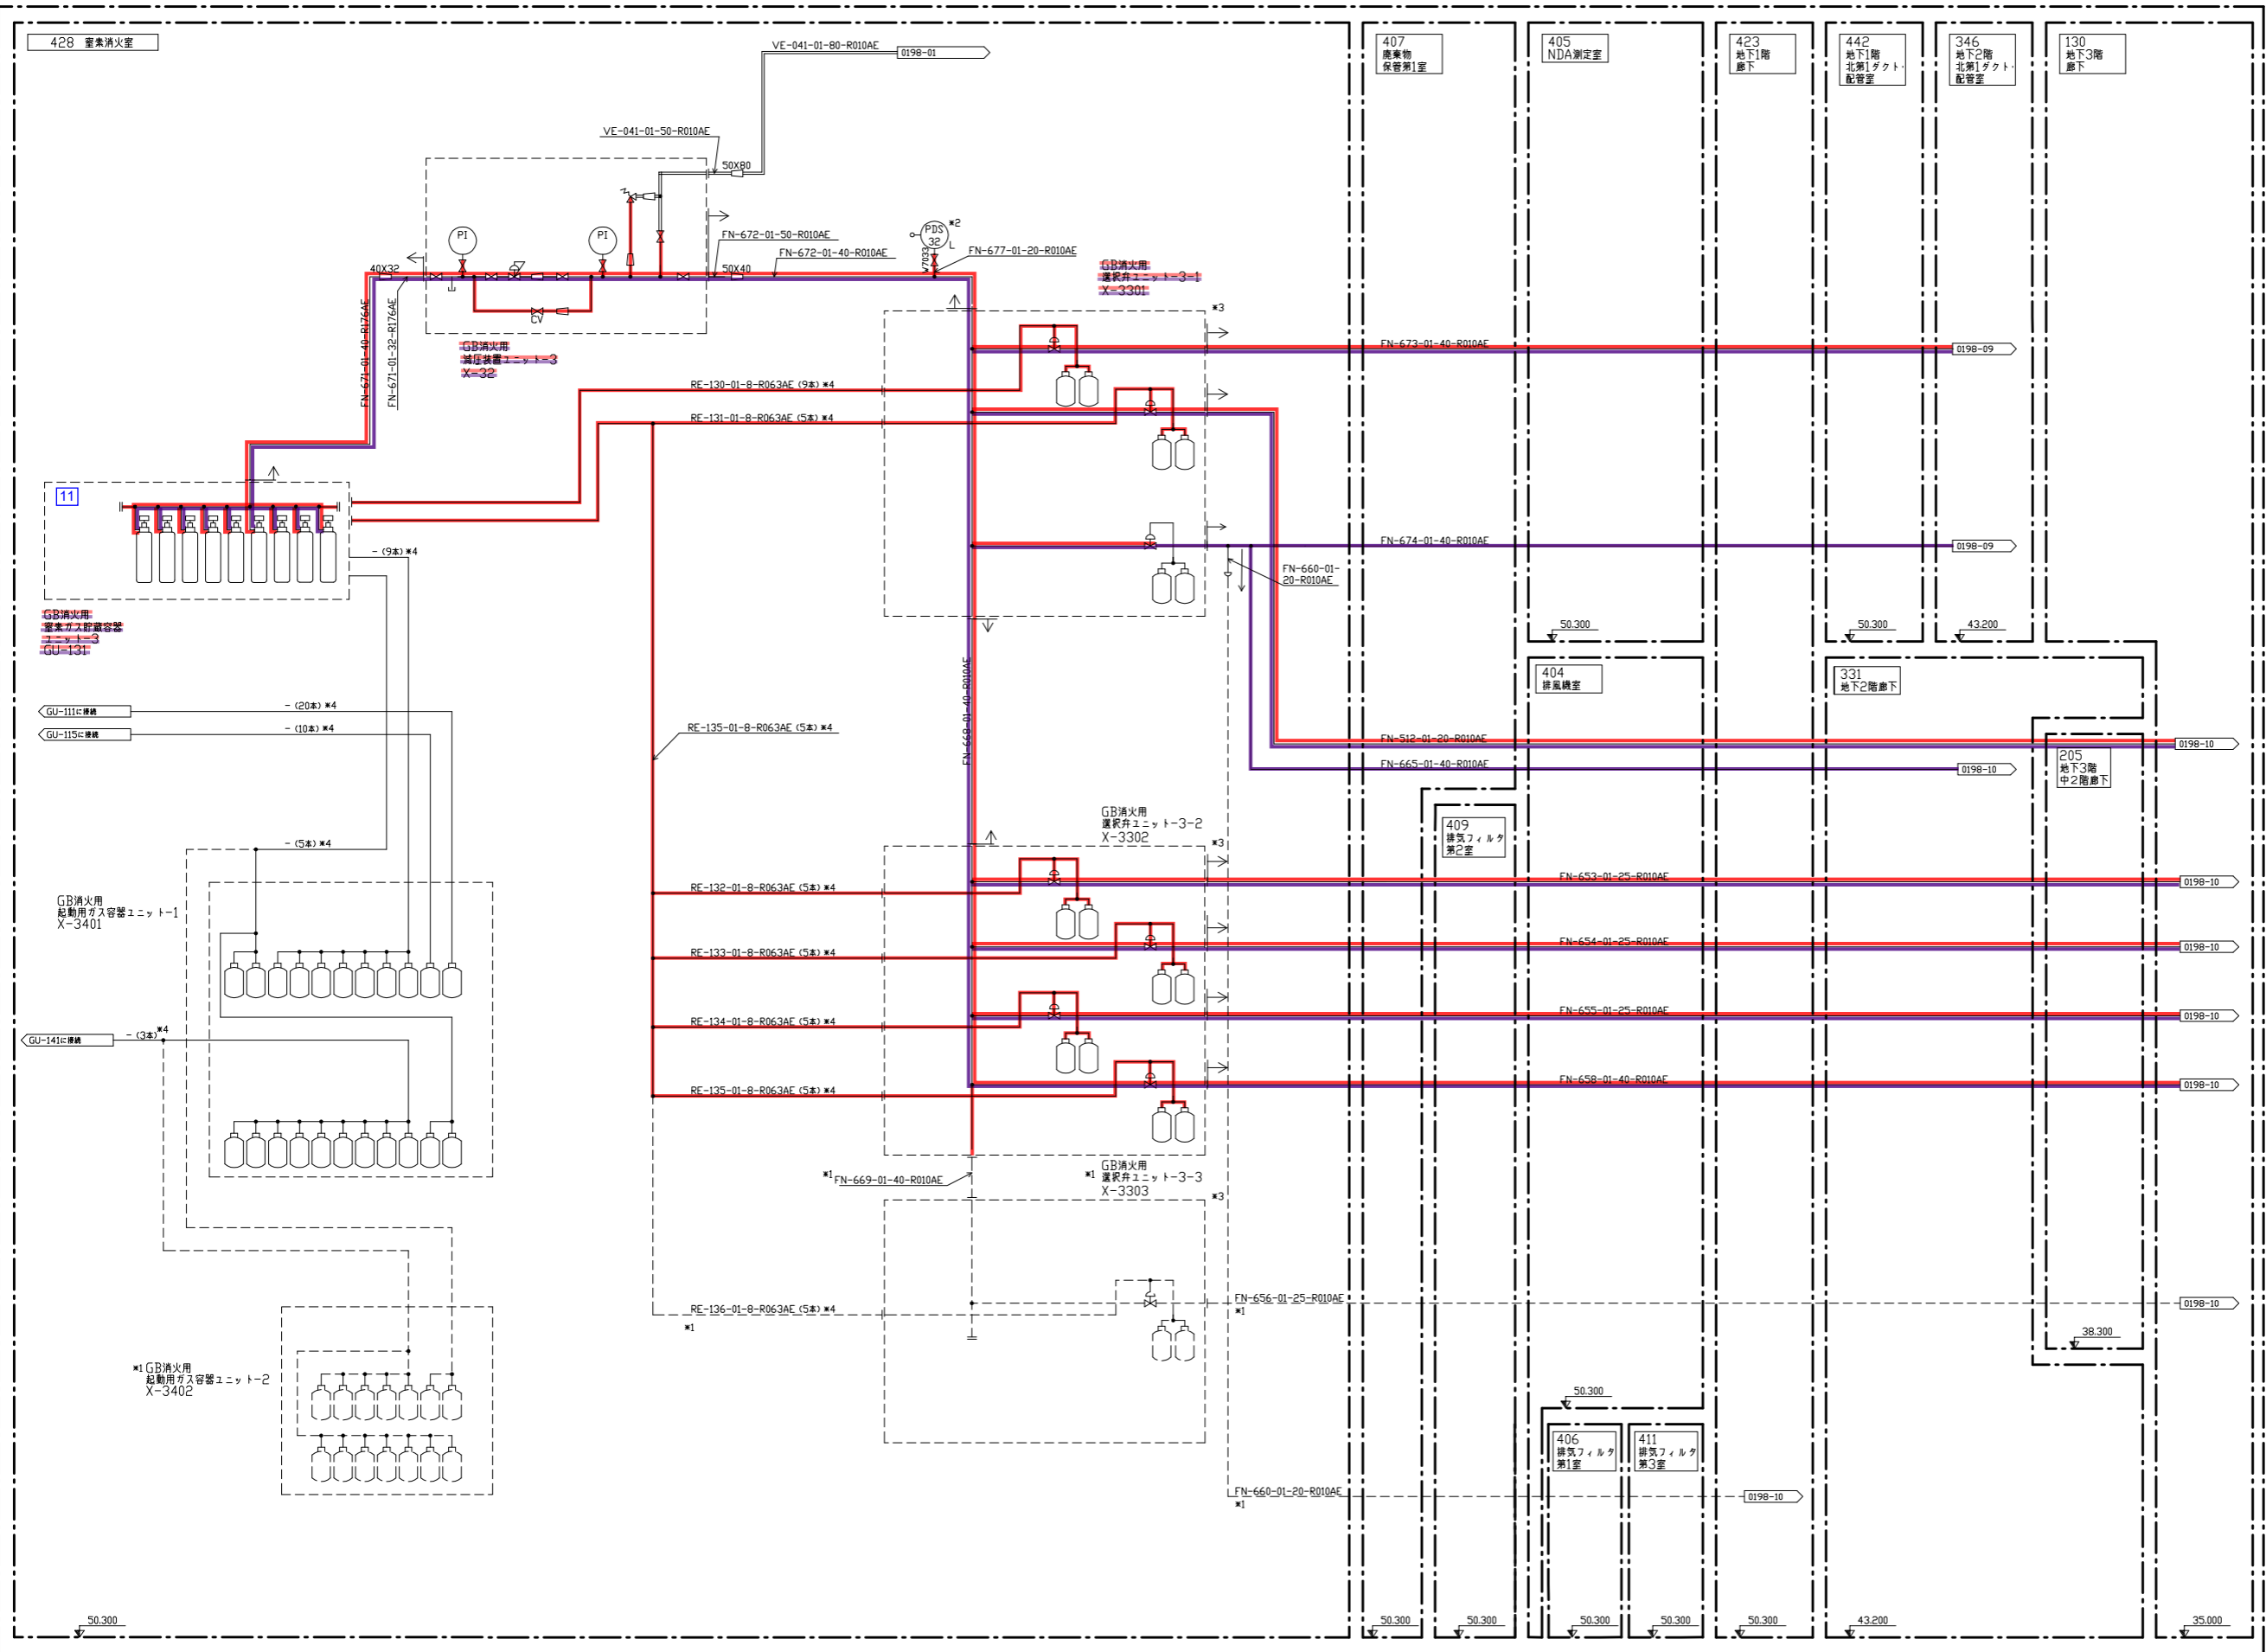 428 窒素消火室
VE-041-01-80-R010AE
0198-01
407
廃棄物
保管第1室
405
NDA測定室
423
地下1階
廊下
442
地下1階
北第1ダクト・
配管室
346
地下2階
北第1ダクト・
配管室
130
地下3階
廊下
VE-041-01-50-R010AE
50X80
PI
PI
FN-672-01-50-R010AE
FN-672-01-40-R010AE
PDS
32
*2
L
W7033
FN-677-01-20-R010AE
40X32
50X40
CV
FN-671-01-40-R176AE
FN-671-01-32-R176AE
GB消火用
減圧装置ユニット-3
X-32
GB消火用
選択弁ユニット-3-1
X-3301
*3
FN-673-01-40-R010AE
0198-09
RE-130-01-8-R063AE (9本) *4
RE-131-01-8-R063AE (5本) *4
11
- (9本) *4
FN-674-01-40-R010AE
0198-09
FN-660-01-
20-R010AE
GB消火用
窒素ガス貯蔵容器
ユニット-3
GU-131
50.300
50.300
43.200
404
排風機室
331
地下2階廊下
FN-668-01-40-R010AE
GU-111に接続
- (20本) *4
GU-115に接続
- (10本) *4
RE-135-01-8-R063AE (5本) *4
FN-512-01-20-R010AE
0198-10
FN-665-01-40-R010AE
0198-10
205
地下3階
中2階廊下
GB消火用
選択弁ユニット-3-2
X-3302
*3
409
排気フィルタ
第2室
- (5本) *4
GB消火用
起動用ガス容器ユニット-1
X-3401
RE-132-01-8-R063AE (5本) *4
FN-653-01-25-R010AE
0198-10
RE-133-01-8-R063AE (5本) *4
FN-654-01-25-R010AE
0198-10
RE-134-01-8-R063AE (5本) *4
FN-655-01-25-R010AE
0198-10
GU-141に接続
- (3本) *4
RE-135-01-8-R063AE (5本) *4
FN-658-01-40-R010AE
0198-10
*1 FN-669-01-40-R010AE
*1 GB消火用
選択弁ユニット-3-3
X-3303
*3
RE-136-01-8-R063AE (5本) *4
*1
FN-656-01-25-R010AE
*1
0198-10
38.300
*1 GB消火用
起動用ガス容器ユニット-2
X-3402
50.300
406
排気フィルタ
第1室
411
排気フィルタ
第3室
FN-660-01-20-R010AE
*1
0198-10
50.300
50.300
50.300
50.300
50.300
50.300
43.200
35.000